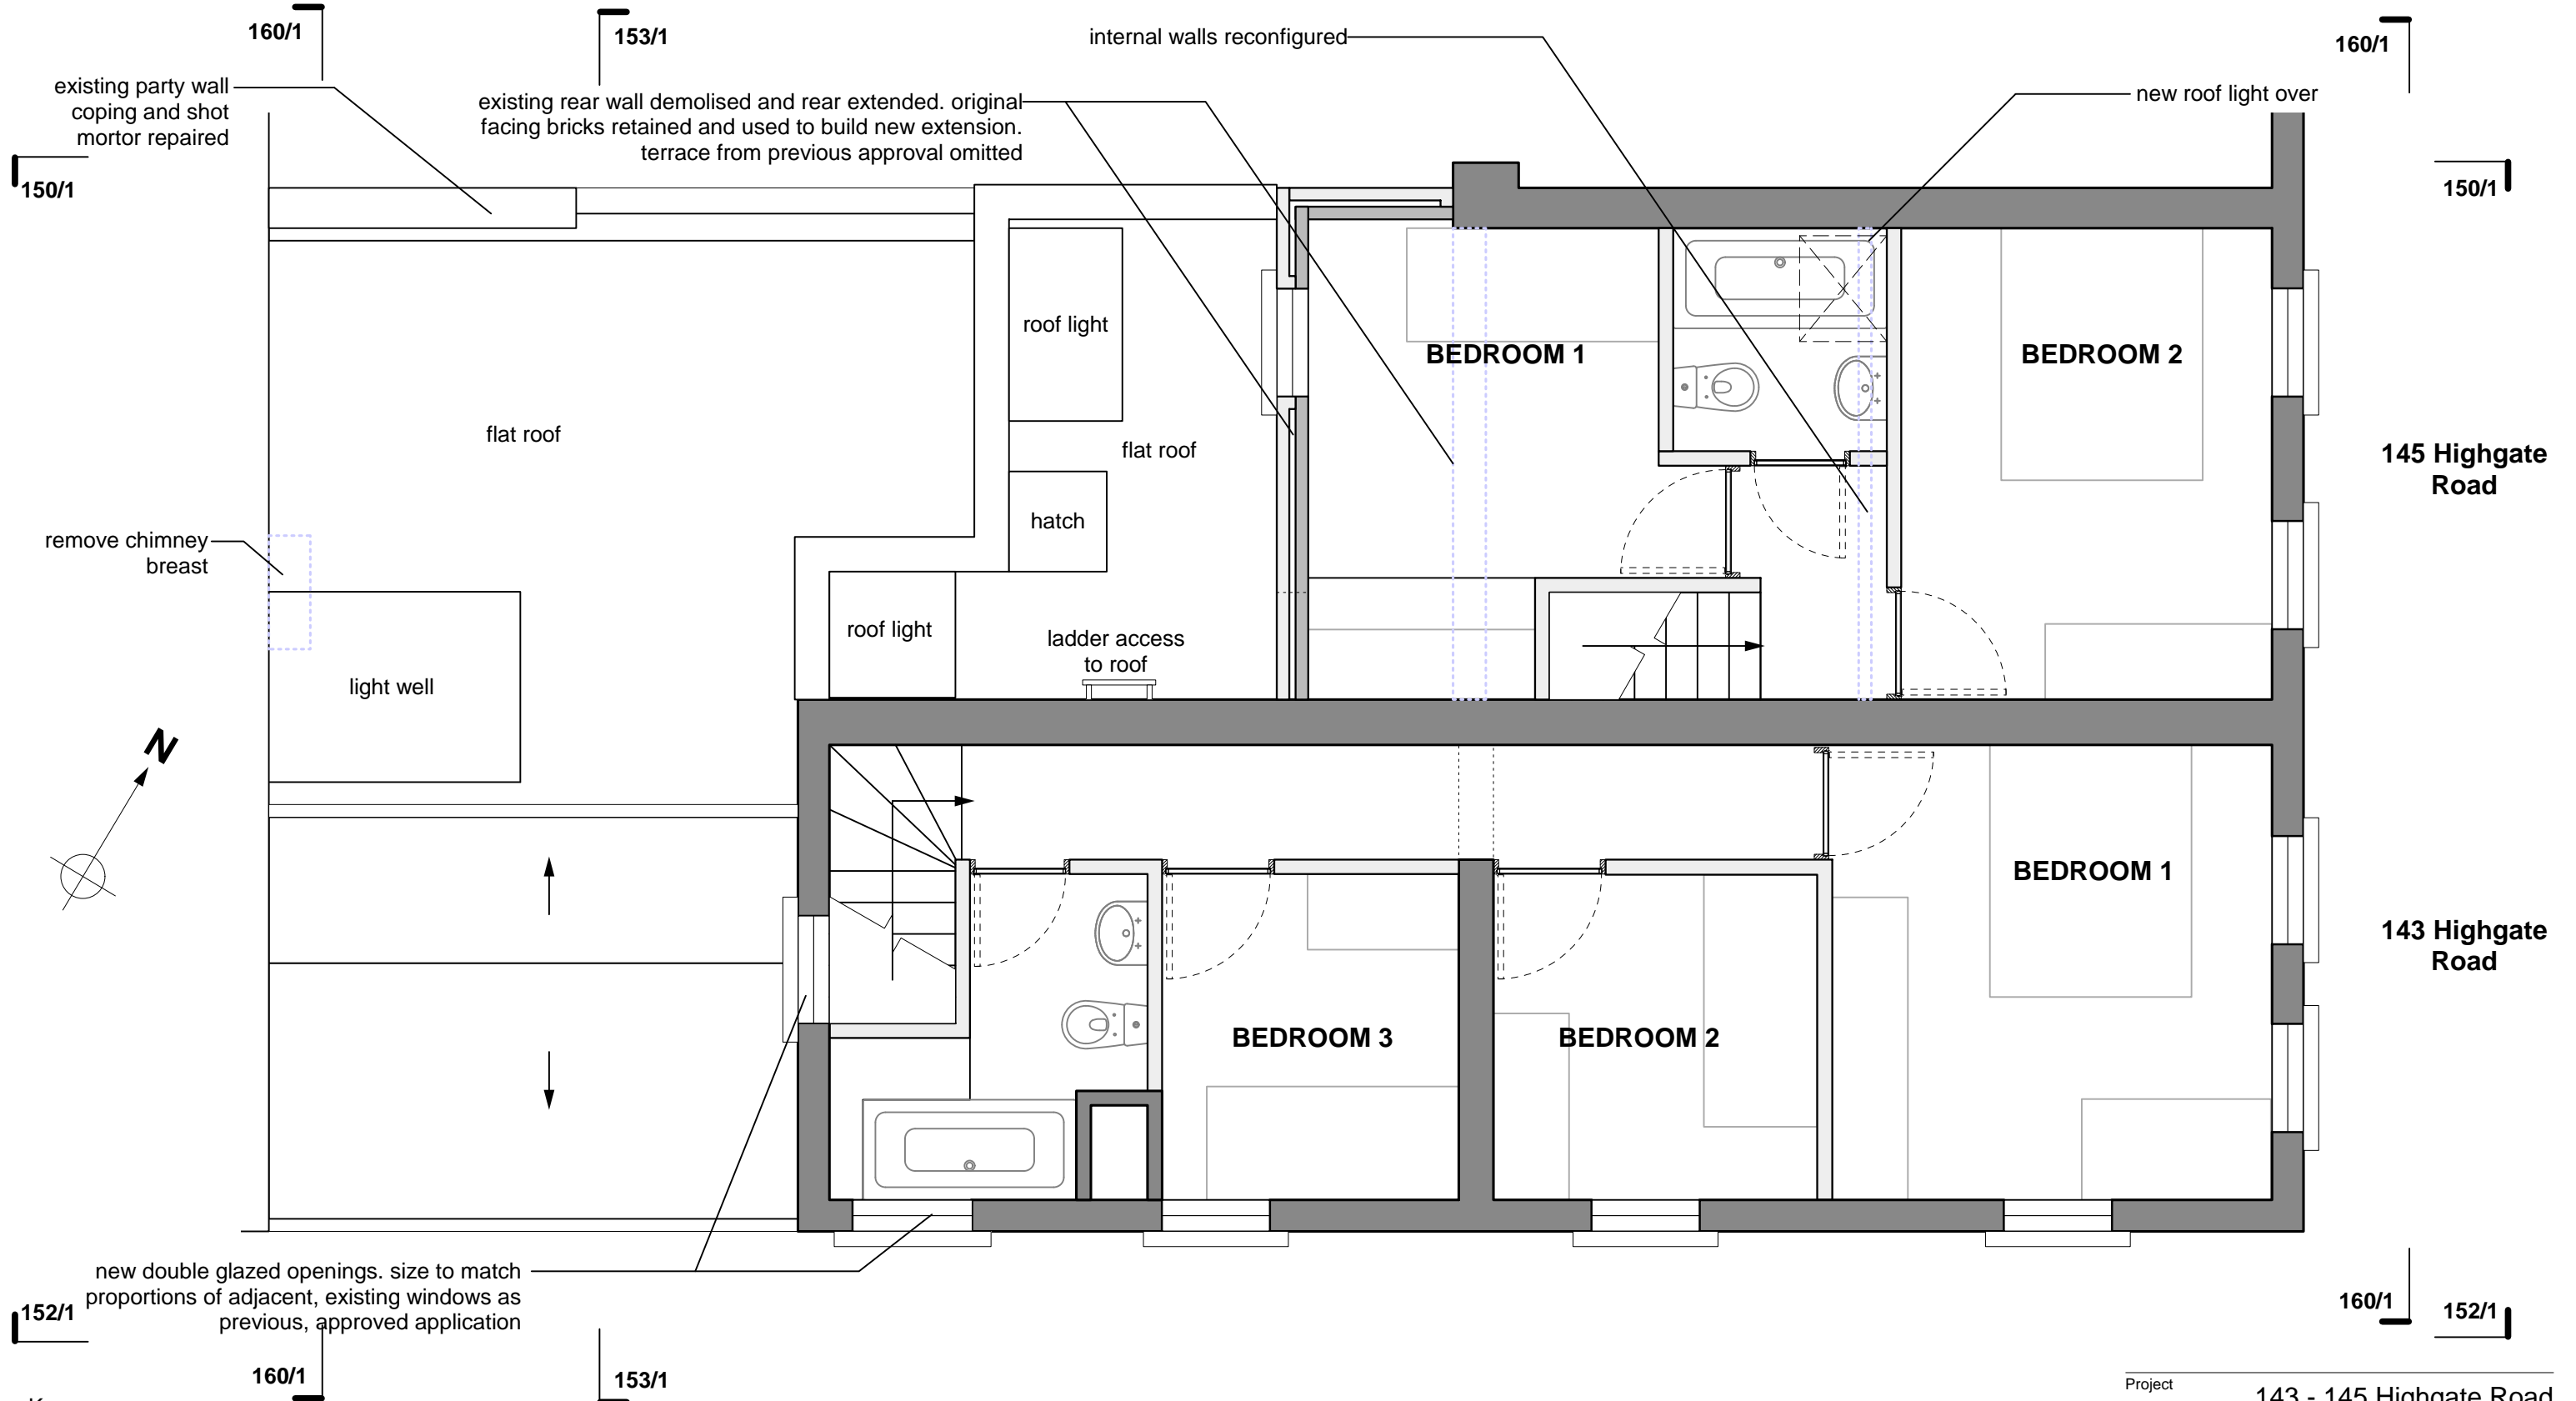 160/1
153/1
internal walls reconfigured
160/1
existing party wall
coping and shot
mortor repaired
existing rear wall demolised and rear extended. original
facing bricks retained and used to build new extension.
terrace from previous approval omitted
new roof light over
150/1
150/1
roof light
BEDROOM 1
BEDROOM 2
flat roof
flat roof
145 Highgate
Road
hatch
remove chimney
breast
roof light
ladder access
to roof
light well
N
BEDROOM 1
143 Highgate
Road
BEDROOM 3
BEDROOM 2
new double glazed openings. size to match
proportions of adjacent, existing windows as
previous, approved application
152/1
160/1
152/1
160/1
153/1
Project
143 - 145 Highgate Road